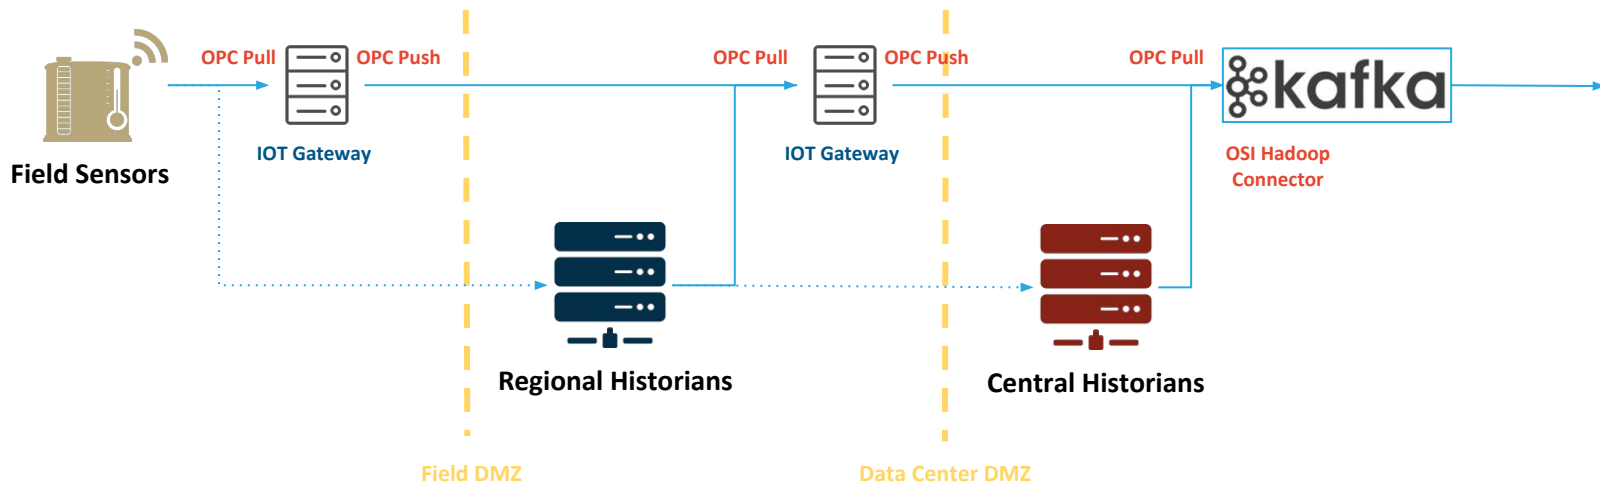 OPC Pull
OPC Push
OPC Pull
OPC Push
OPC Pull
kafka
IOT Gateway
IOT Gateway
OSI Hadoop
Connector
Field Sensors
Regional Historians
Central Historians
Field DMZ
Data Center DMZ